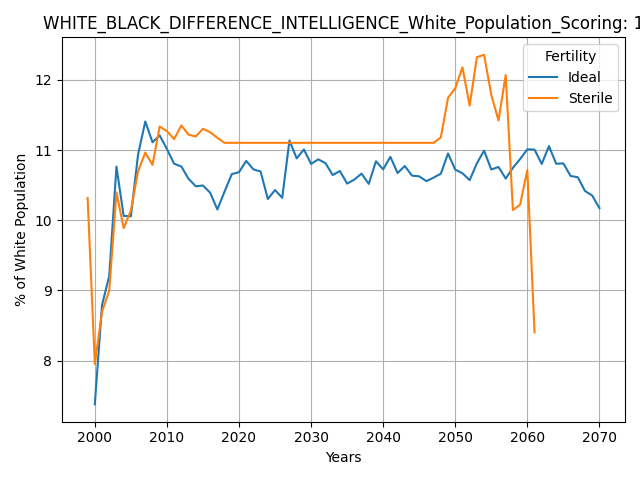 WHITE_BLACK_DIFFERENCE_INTELLIGENCE_White_Population_Scoring: 1
Fertility
Ideal
Sterile
% of White Population
12
11
10
9
8
2000 2010 2020 2030 2040 2050 2060 2070
Years